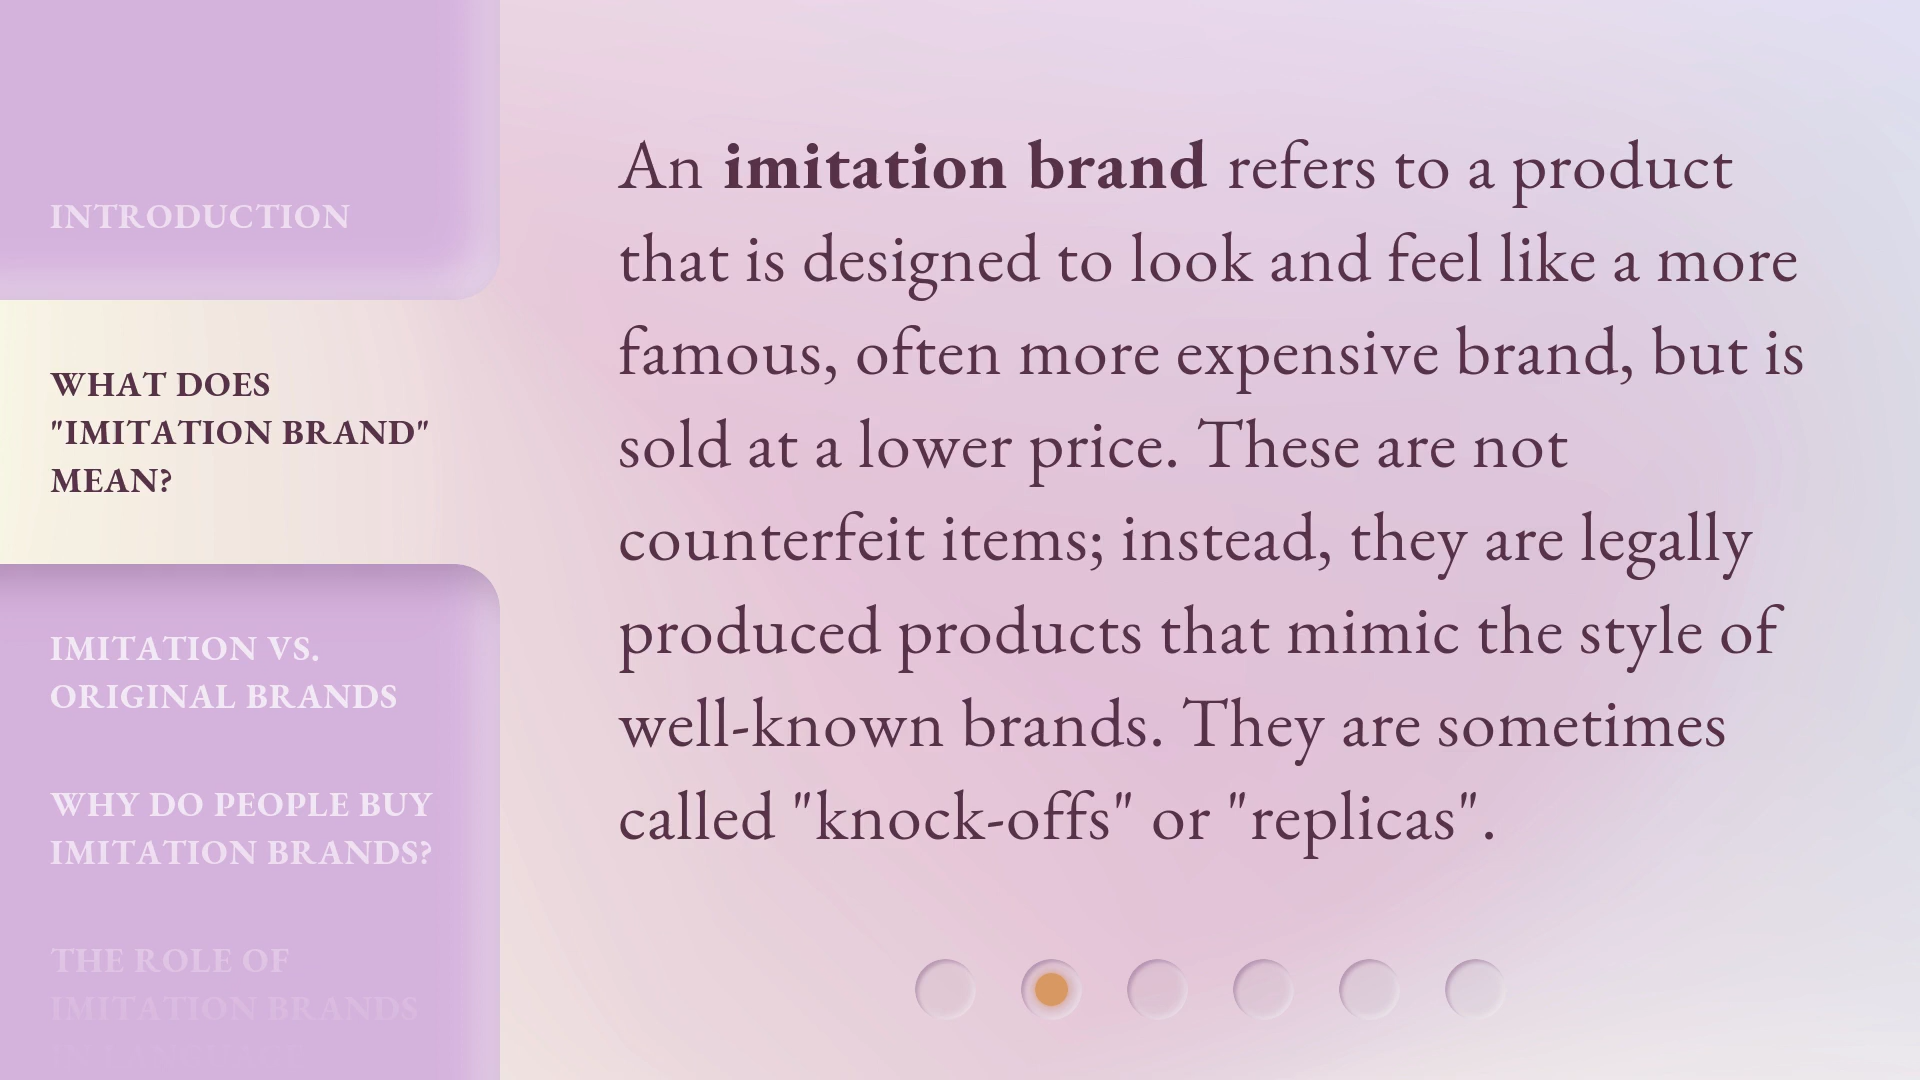 INTRODUCTION
WHAT DOES
"IMITATION BRAND"
MEAN?
IMITATION VS.
ORIGINAL BRANDS
WHY DO PEOPLE BUY
IMITATION BRANDS?
THE ROLE OF
IMITATION BRANDS
IN LANGUAGE
An imitation brand refers to a product
that is designed to look and feel like a more
famous, often more expensive brand, but is
sold at a lower price. These are not
counterfeit items; instead, they are legally
produced products that mimic the style of
well-known brands. They are sometimes
called "knock-offs" or "replicas".